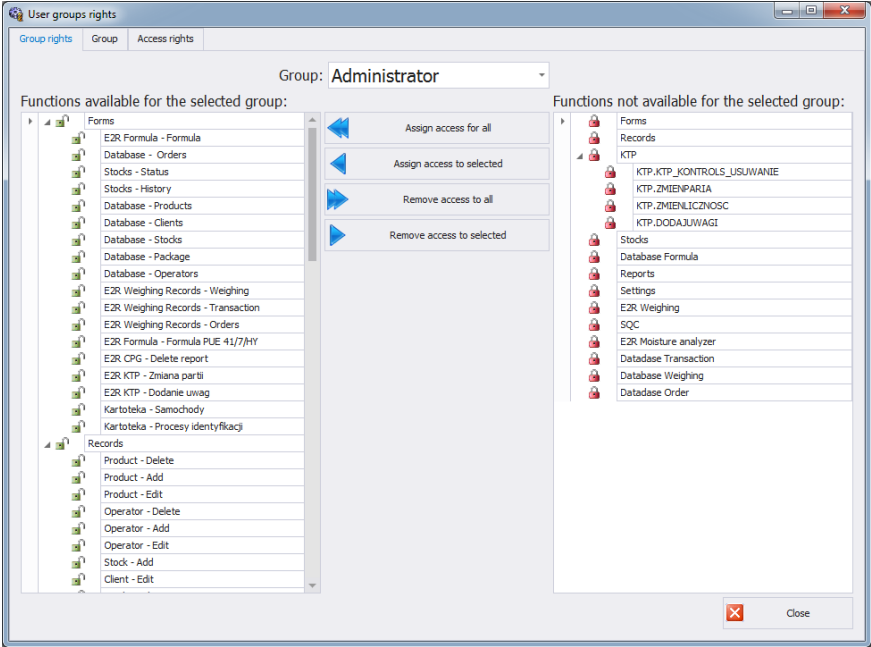 User groups rights
Group rights
Group
Access rights
Group:
Administrator
Functions available for the selected group:
Forms
E2R Formula - Formula
Database -  Orders
Stocks - Status
Stocks - History
Database - Products
Database - Clients
Database - Stocks
Database - Package
Database - Operators
E2R Weighing Records - Weighing
E2R Weighing Records - Transaction
E2R Weighing Records - Orders
E2R Formula - Formula PUE 41/7/HY
E2R CPG - Delete report
E2R KTP - Zmiana partii
E2R KTP - Dodanie uwag
Kartoteka - Samochody
Kartoteka - Procesy identyfikacji
Records
Product - Delete
Product - Add
Product - Edit
Operator - Delete
Operator - Add
Operator - Edit
Stock - Add
Client - Edit
Assign access for all
Assign access to selected
Remove access to all
Remove access to selected
Functions not available for the selected group:
Forms
Records
KTP
KTP.KTP_KONTROLS_USUWANIE
KTP.ZMIENPARIA
KTP.ZMIENLICZNOSC
KTP.DODAJUWAGI
Stocks
Database Formula
Reports
Settings
E2R Weighing
SQC
E2R Moisture analyzer
Datadase Transaction
Database Weighing
Datadase Order
Close